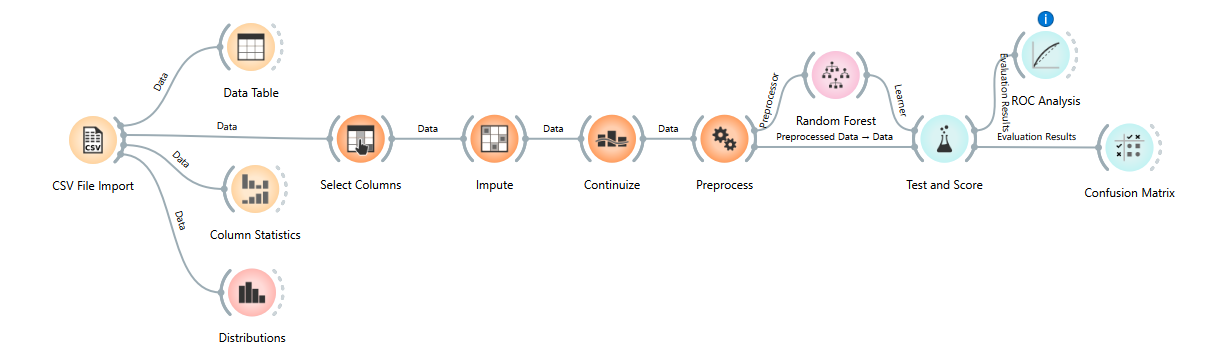 i
Evaluation Results
Data
Data Table
Preprocessor
Learner
ROC Analysis
CSV
Data
Data
Data
Data
Random Forest
Preprocessed Data → Data
Evaluation Results
CSV File Import
Data
Select Columns
Impute
Continuize
Preprocess
Test and Score
Confusion Matrix
Data
Column Statistics
Distributions